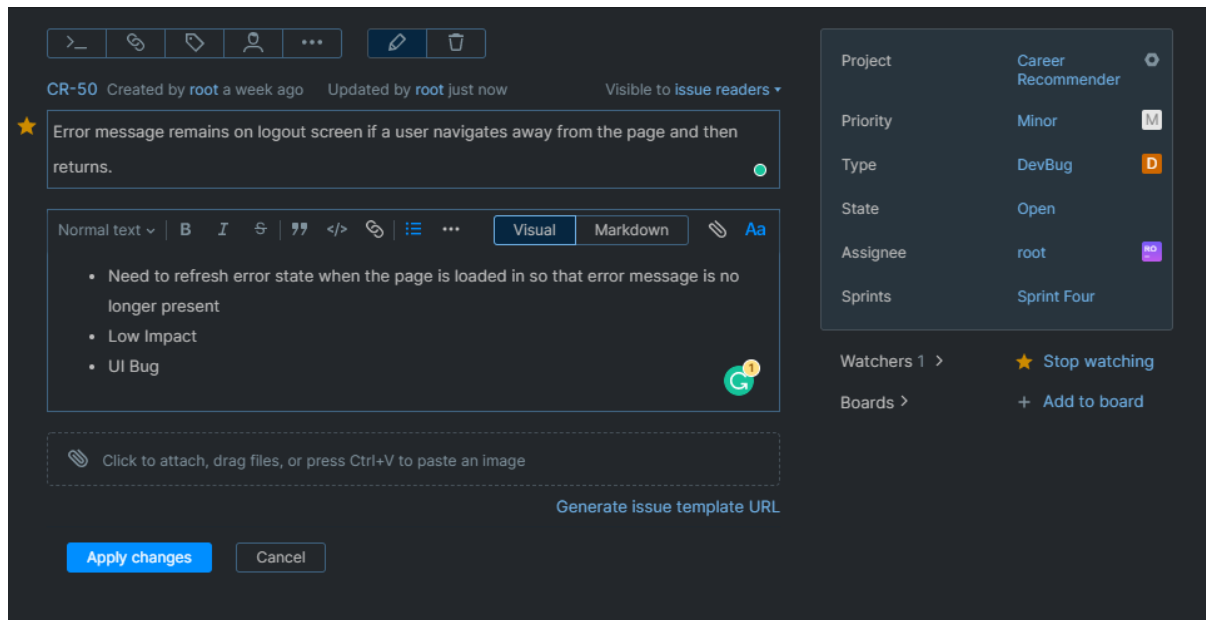 CR-50 Created by root a week ago Updated by root just now Visible to issue readers
Error message remains on logout screen if a user navigates away from the page and then
returns.
Normal text B I S Visual Markdown Aa
• Need to refresh error state when the page is loaded in so that error message is no
longer present
• Low Impact
• UI Bug
1
Click to attach, drag files, or press Ctrl+V to paste an image
Generate issue template URL
Apply changes Cancel
Project Career
Recommender
Priority Minor M
Type DevBug D
State Open
Assignee root RO
Sprints Sprint Four
Watchers 1 Stop watching
Boards + Add to board